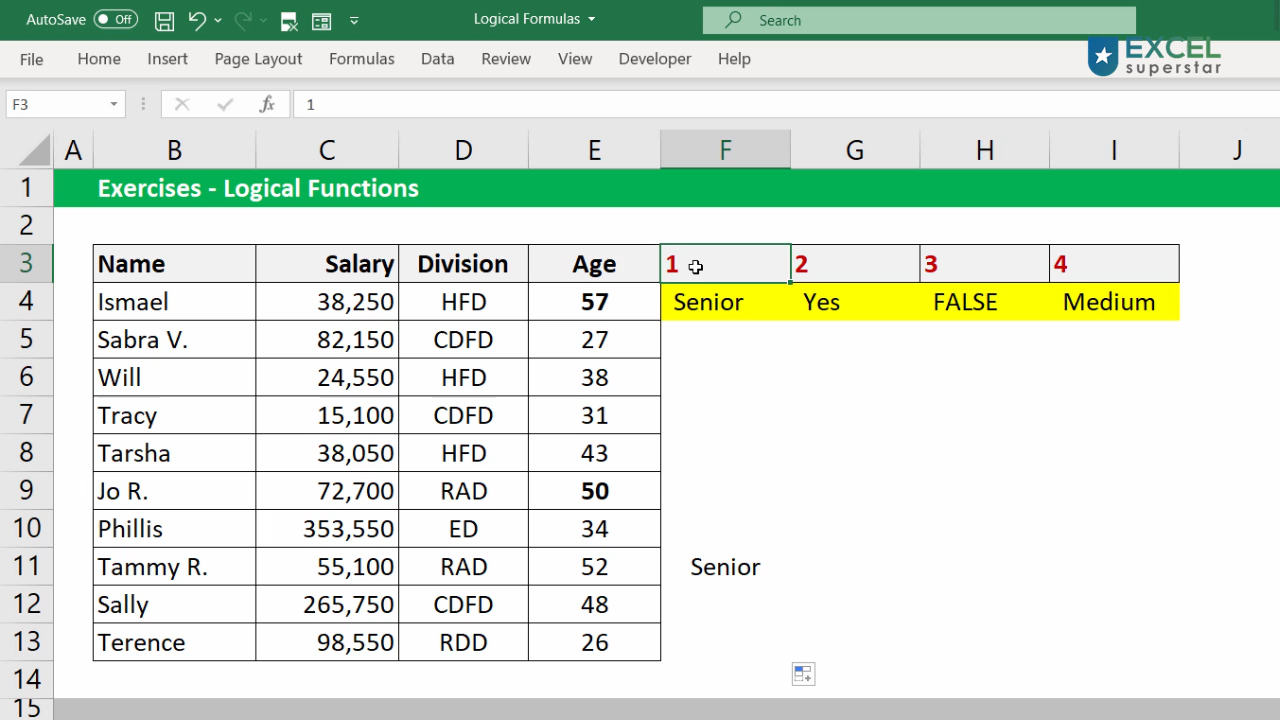 AutoSave Off Logical Formulas Search
EXCEL
superstar
File Home Insert Page Layout Formulas Data Review View Developer Help
F3 fx 1
A B C D E F G H I J
1 Exercises - Logical Functions
2
3 Name Salary Division Age 1 2 3 4
4 Ismael 38,250 HFD 57 Senior Yes FALSE Medium
5 Sabra V. 82,150 CDFD 27
6 Will 24,550 HFD 38
7 Tracy 15,100 CDFD 31
8 Tarsha 38,050 HFD 43
9 Jo R. 72,700 RAD 50
10 Phillis 353,550 ED 34
11 Tammy R. 55,100 RAD 52 Senior
12 Sally 265,750 CDFD 48
13 Terence 98,550 RDD 26
14
15